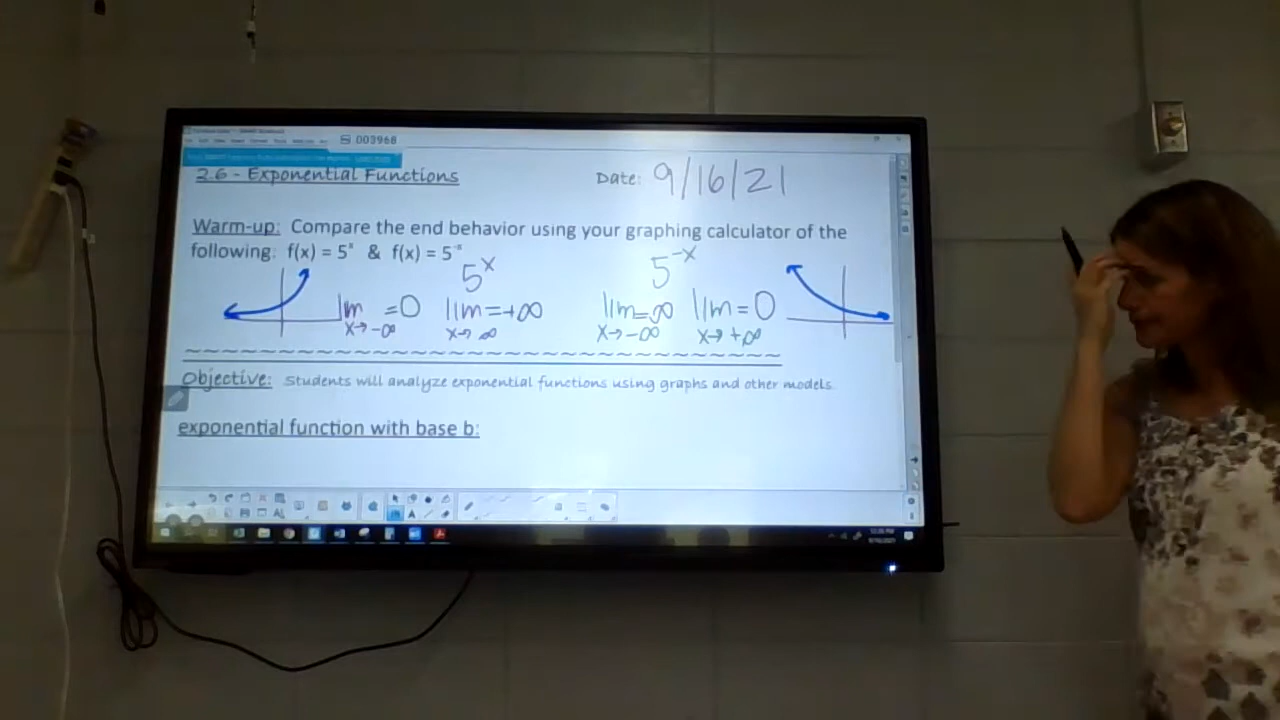 003968
2.6 - Exponential Functions
Date: 9/16/21
Warm-up: Compare the end behavior using your graphing calculator of the
following: f(x) = 5ˣ & f(x) = 5⁻ˣ
5ˣ 5⁻ˣ
lim =0 lim =+∞ lim =∞ lim =0
x→-∞ x→∞ x→-∞ x→+∞
~~~~~~~~~~~~~~~~~~~~~~~~~~~~~~~~~~~~~~~~
Objective: Students will analyze exponential functions using graphs and other models.
exponential function with base b: